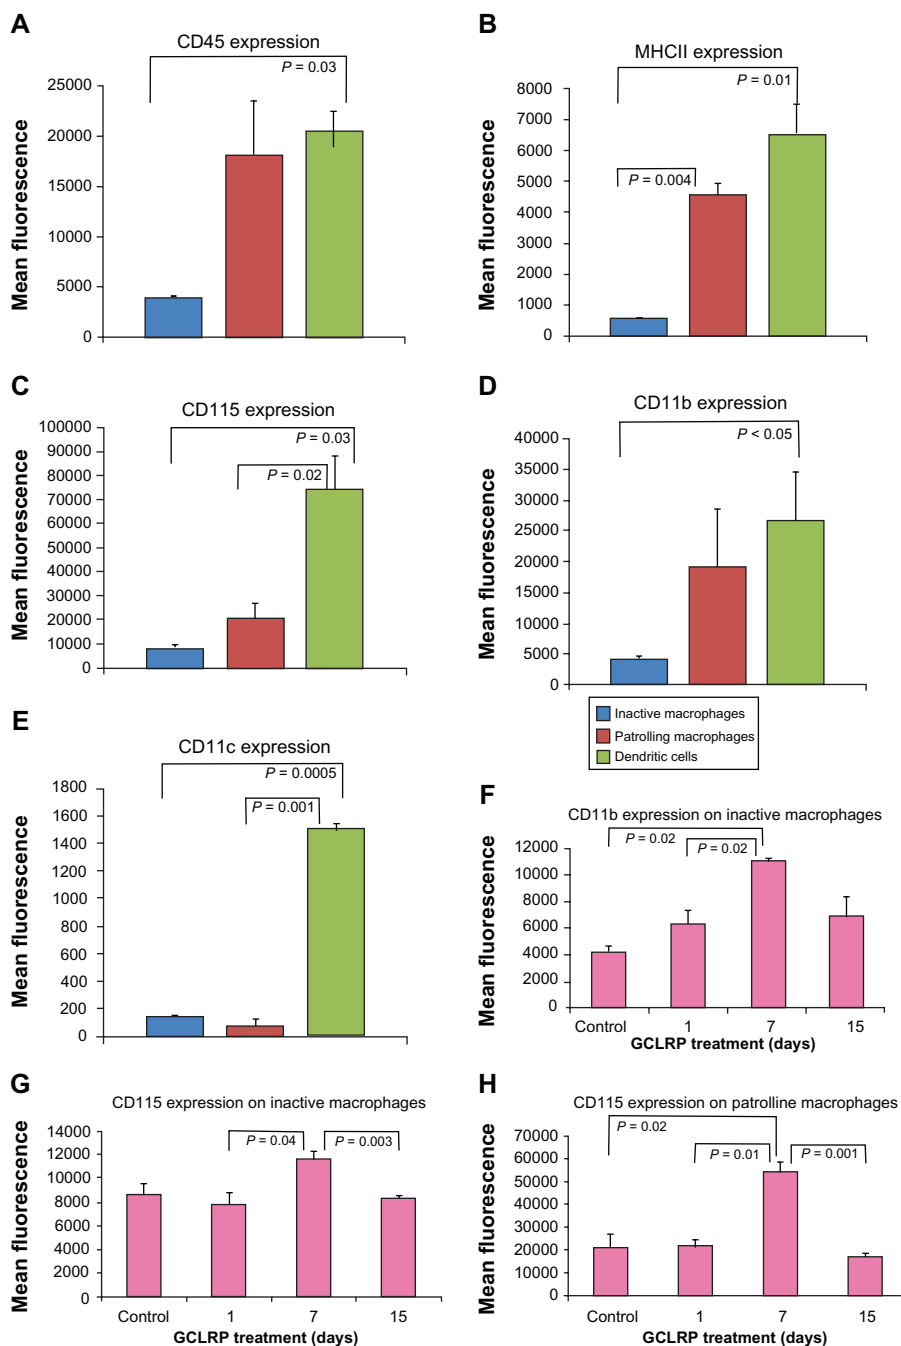 A
CD45 expression
P = 0.03
Mean fluorescence
25000
20000
15000
10000
5000
0
B
MHCII expression
P = 0.01
P = 0.004
Mean fluorescence
8000
7000
6000
5000
4000
3000
2000
1000
0
C
CD115 expression
P = 0.03
P = 0.02
Mean fluorescence
100000
90000
80000
70000
60000
50000
40000
30000
20000
10000
0
D
CD11b expression
P < 0.05
Mean fluorescence
40000
35000
30000
25000
20000
15000
10000
5000
0
Inactive macrophages
Patrolling macrophages
Dendritic cells
E
CD11c expression
P = 0.0005
P = 0.001
Mean fluorescence
1800
1600
1400
1200
1000
800
600
400
200
0
F
CD11b expression on inactive macrophages
P = 0.02
P = 0.02
Mean fluorescence
12000
10000
8000
6000
4000
2000
0
Control 1 7 15
GCLRP treatment (days)
G
CD115 expression on inactive macrophages
P = 0.04
P = 0.003
Mean fluorescence
14000
12000
10000
8000
6000
4000
2000
0
Control 1 7 15
GCLRP treatment (days)
H
CD115 expression on patrolline macrophages
P = 0.02
P = 0.01
P = 0.001
Mean fluorescence
70000
60000
50000
40000
30000
20000
10000
0
Control 1 7 15
GCLRP treatment (days)